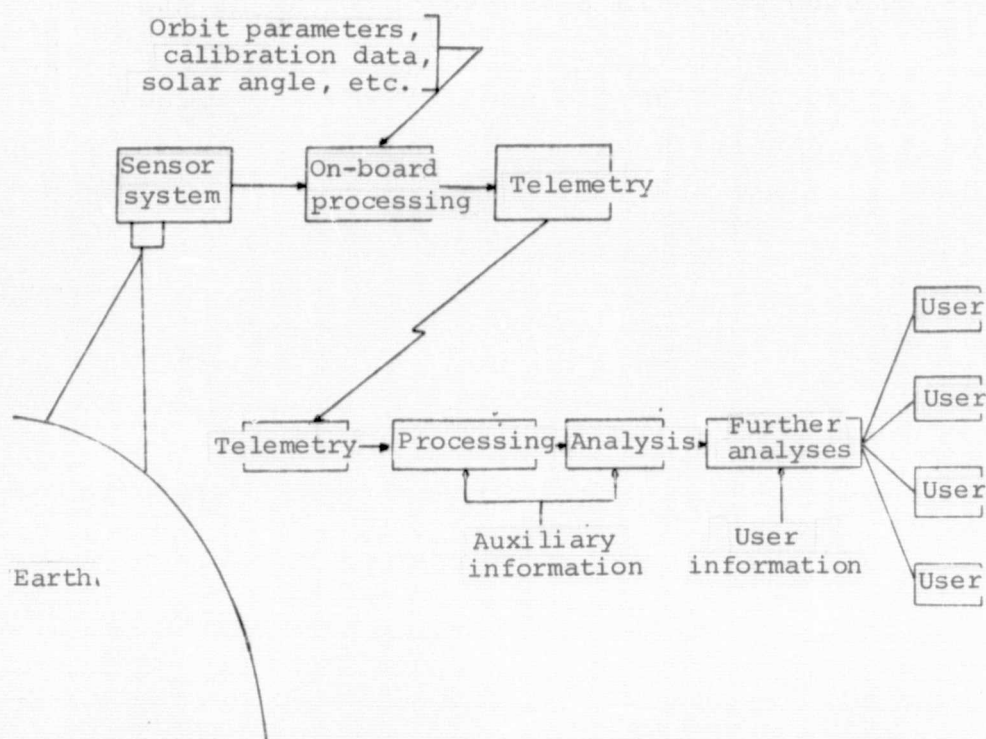 Orbit parameters,
calibration data,
solar angle, etc.
Sensor
system
On-board
processing
Telemetry
User
User
Telemetry
Processing
Analysis
Further
analyses
User
Auxiliary
information
User
information
Earth
User